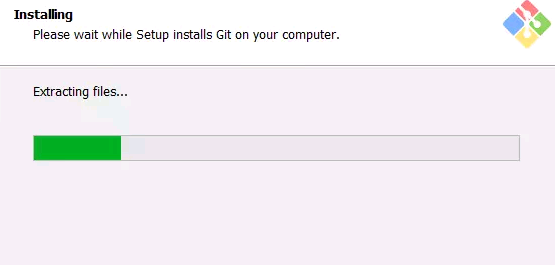 Installing
Please wait while Setup installs Git on your computer.
Extracting files...